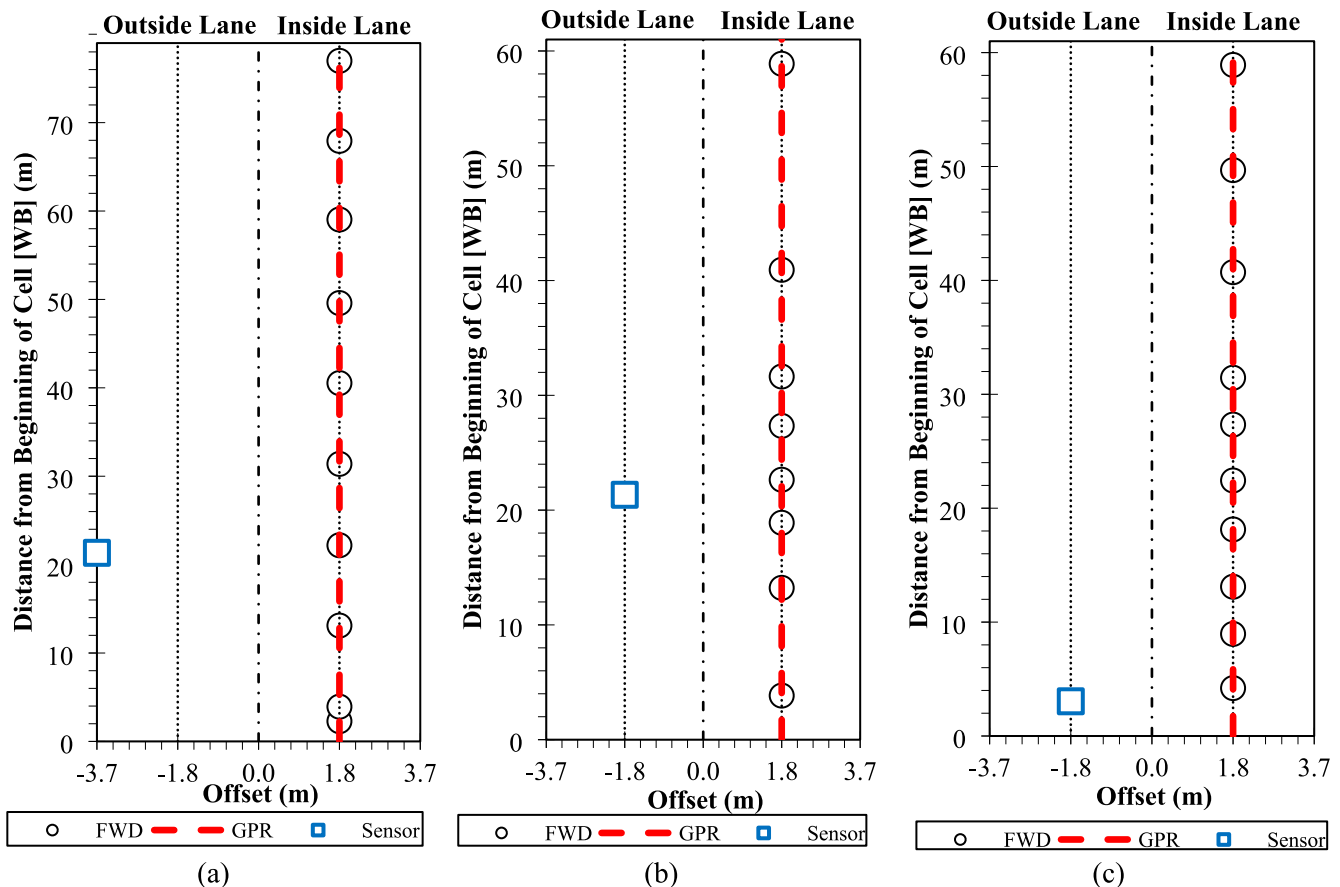 Outside Lane Inside Lane
Distance from Beginning of Cell [WB] (m)
70
60
50
40
30
20
10
0
-3.7 -1.8 0.0 1.8 3.7
Offset (m)
FWD GPR Sensor
(a)
Outside Lane Inside Lane
Distance from Beginning of Cell [WB] (m)
60
50
40
30
20
10
0
-3.7 -1.8 0.0 1.8 3.7
Offset (m)
FWD GPR Sensor
(b)
Outside Lane Inside Lane
Distance from Beginning of Cell [WB] (m)
60
50
40
30
20
10
0
-3.7 -1.8 0.0 1.8 3.7
Offset (m)
FWD GPR Sensor
(c)